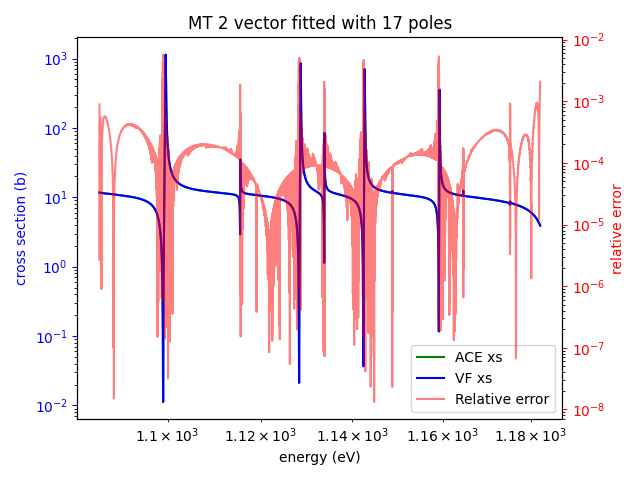 MT 2 vector fitted with 17 poles
10³
10²
10¹
10⁰
10⁻¹
10⁻²
cross section (b)
10⁻²
10⁻³
10⁻⁴
10⁻⁵
10⁻⁶
10⁻⁷
10⁻⁸
relative error
ACE xs
VF xs
Relative error
1.1 × 10³ 1.12 × 10³ 1.14 × 10³ 1.16 × 10³ 1.18 × 10³
energy (eV)